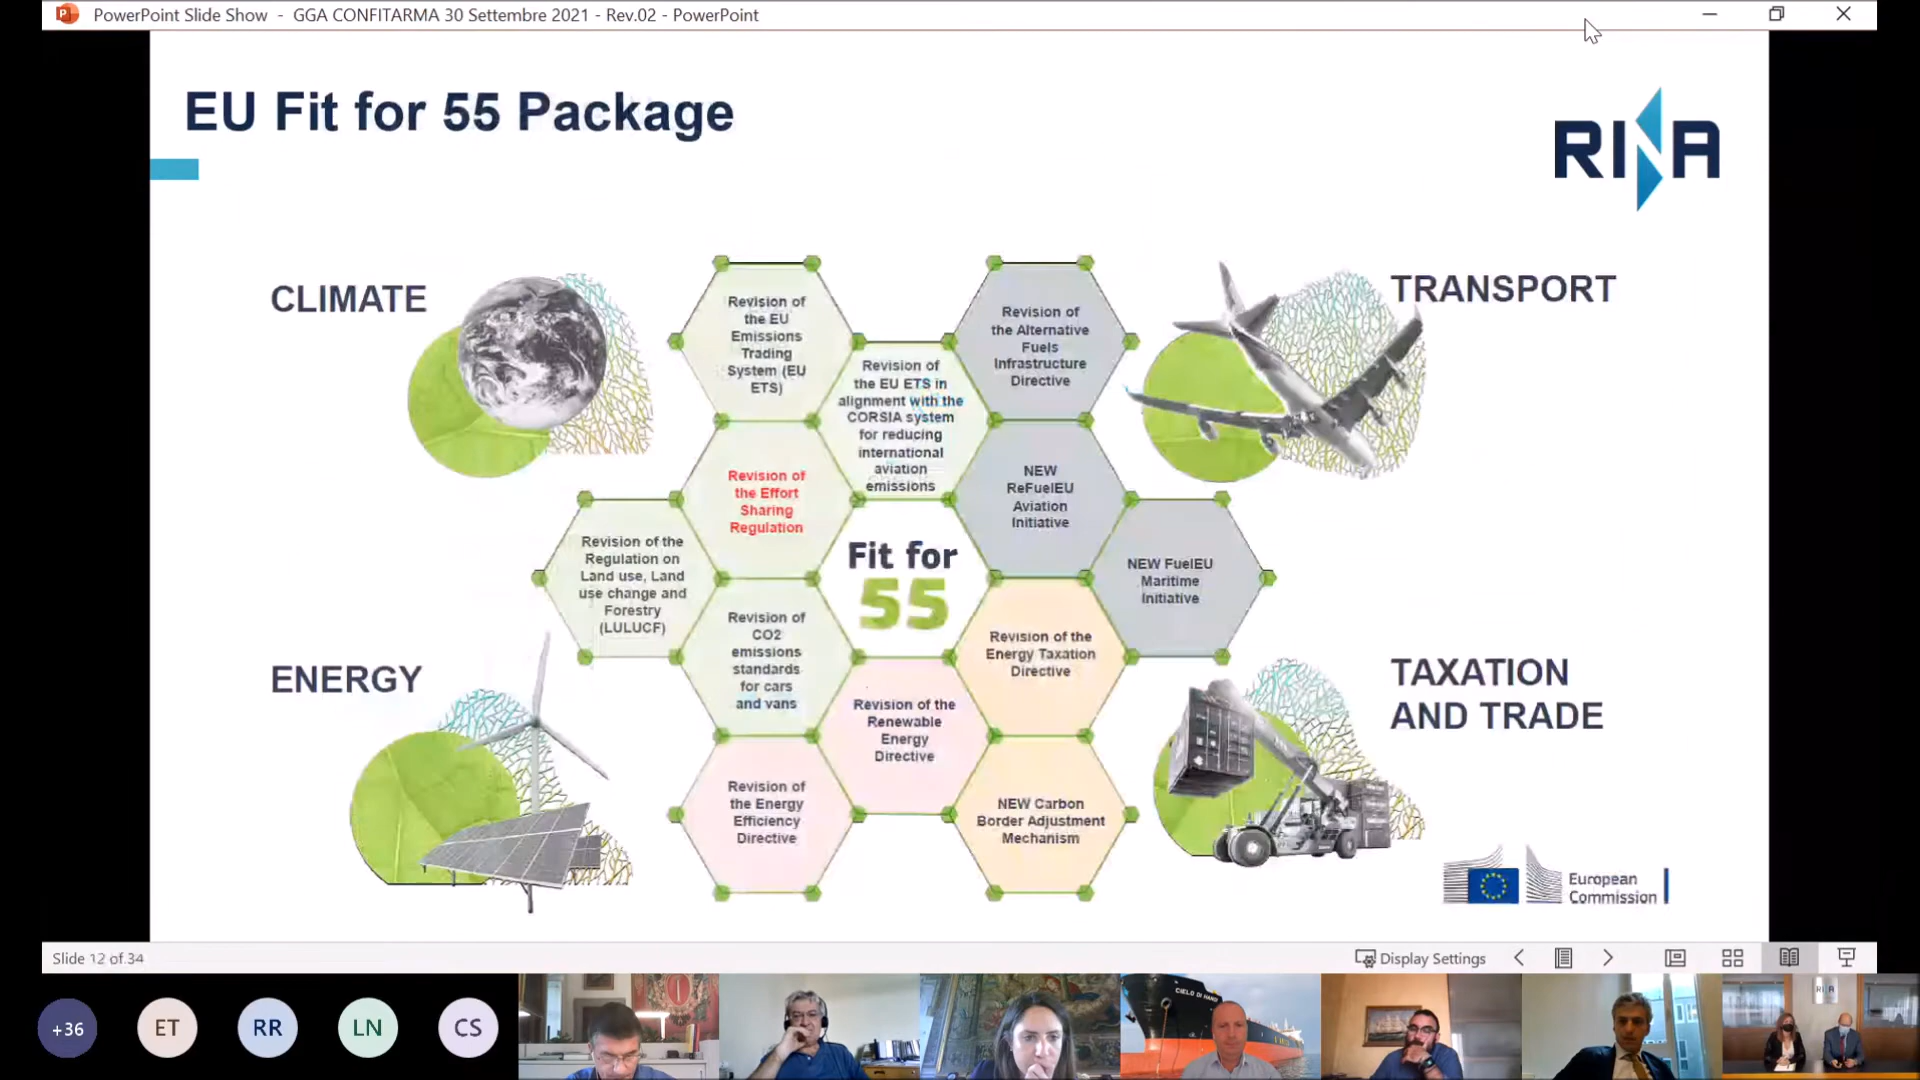 PowerPoint Slide Show - GGA CONFITARMA 30 Settembre 2021 - Rev.02 - PowerPoint
EU Fit for 55 Package
RINA
CLIMATE
TRANSPORT
Revision of
the EU
Emissions
Trading
System (EU
ETS)
Revision of
the EU ETS in
alignment with the
CORSIA system
for reducing
international
aviation
emissions
Revision of
the Alternative
Fuels
Infrastructure
Directive
Revision of
the Effort
Sharing
Regulation
NEW
ReFuelEU
Aviation
Initiative
Revision of the
Regulation on
Land use, Land
use change and
Forestry
(LULUCF)
Fit for
55
NEW FuelEU
Maritime
Initiative
Revision of
CO2
emissions
standards
for cars
and vans
Revision of the
Energy Taxation
Directive
ENERGY
TAXATION
AND TRADE
Revision of the
Renewable
Energy
Directive
Revision of
the Energy
Efficiency
Directive
NEW Carbon
Border Adjustment
Mechanism
European
Commission
Slide 12 of 34
Display Settings
+36
ET
RR
LN
CS
CIELO DI HANOI
RINA